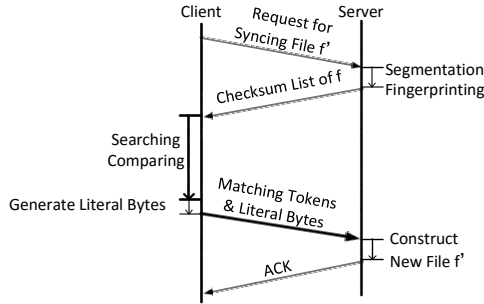 Client
Server
Request for
Syncing File f’
Segmentation
Fingerprinting
Checksum List of f
Searching
Comparing
Matching Tokens
& Literal Bytes
Generate Literal Bytes
Construct
New File f’
ACK